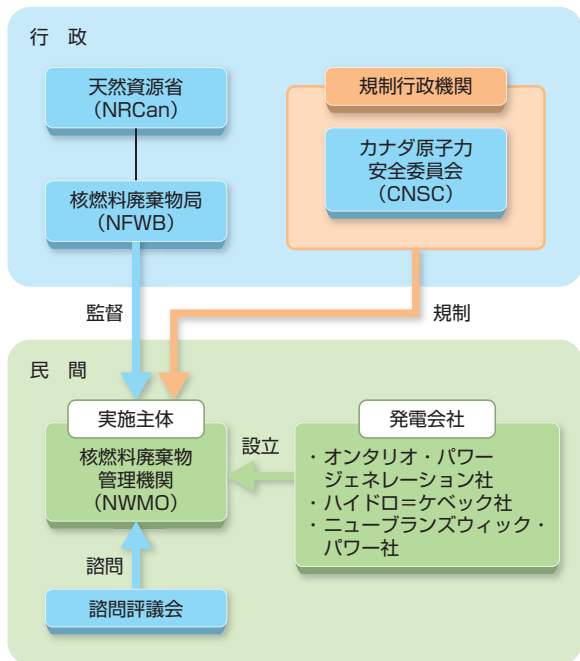 行　政
天然資源省
（NRCan）
核燃料廃棄物局
（NFWB）
規制行政機関
カナダ原子力
安全委員会
（CNSC）
監督
規制
民　間
実施主体
核燃料廃棄物
管理機関
（NWMO）
設立
発電会社
・オンタリオ・パワー
ジェネレーション社
・ハイドロ＝ケベック社
・ニューブランズウィック・
パワー社
諮問
諮問評議会